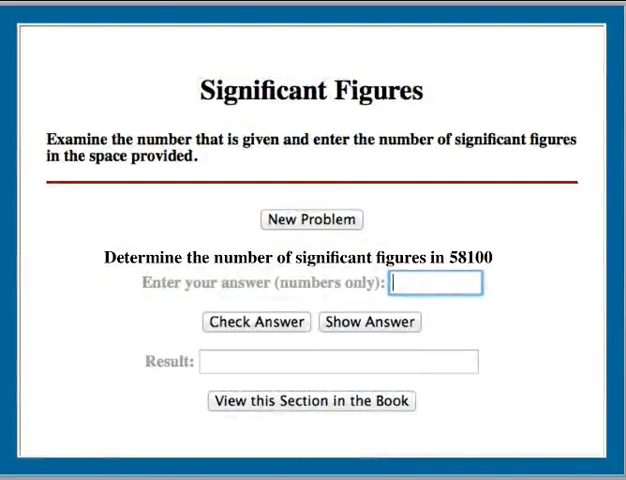 Significant Figures
Examine the number that is given and enter the number of significant figures
in the space provided.
New Problem
Determine the number of significant figures in 58100
Enter your answer (numbers only):
Check Answer Show Answer
Result:
View this Section in the Book